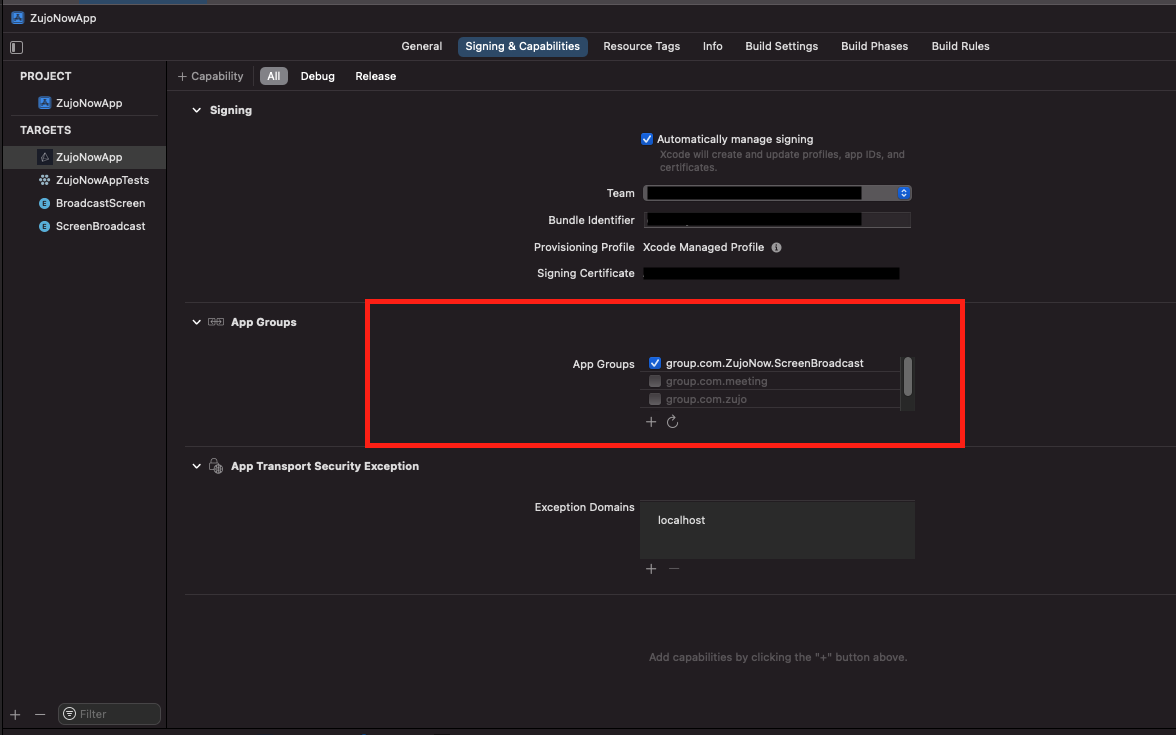 ZujoNowApp
General Signing & Capabilities Resource Tags Info Build Settings Build Phases Build Rules
PROJECT
ZujoNowApp
TARGETS
ZujoNowApp
ZujoNowAppTests
BroadcastScreen
ScreenBroadcast
+ Capability All Debug Release
Signing
Automatically manage signing
Xcode will create and update profiles, app IDs, and
certificates.
Team
Bundle Identifier
Provisioning Profile Xcode Managed Profile
Signing Certificate
App Groups
App Groups group.com.ZujoNow.ScreenBroadcast
group.com.meeting
group.com.zujo
App Transport Security Exception
Exception Domains
localhost
Add capabilities by clicking the "+" button above.
Filter